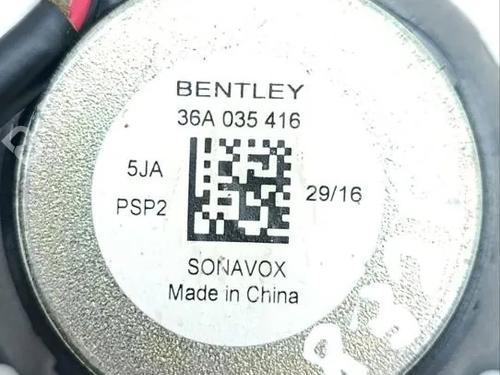 BENTLEY
36A 035 416
5JA
29/16
PSP2
SONAVOX
Made in China